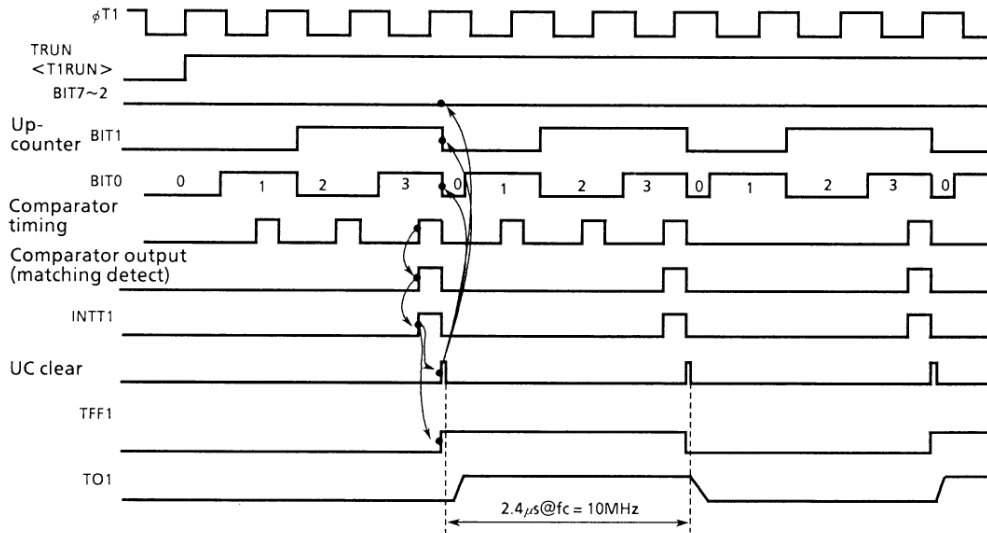 φT1
TRUN
<T1RUN>
BIT7~2
Up-
counter BIT1
BIT0 0 1 2 3 0 1 2 3 0 1 2 3 0
Comparator
timing
Comparator output
(matching detect)
INTT1
UC clear
TFF1
TO1
2.4μs@fc = 10MHz